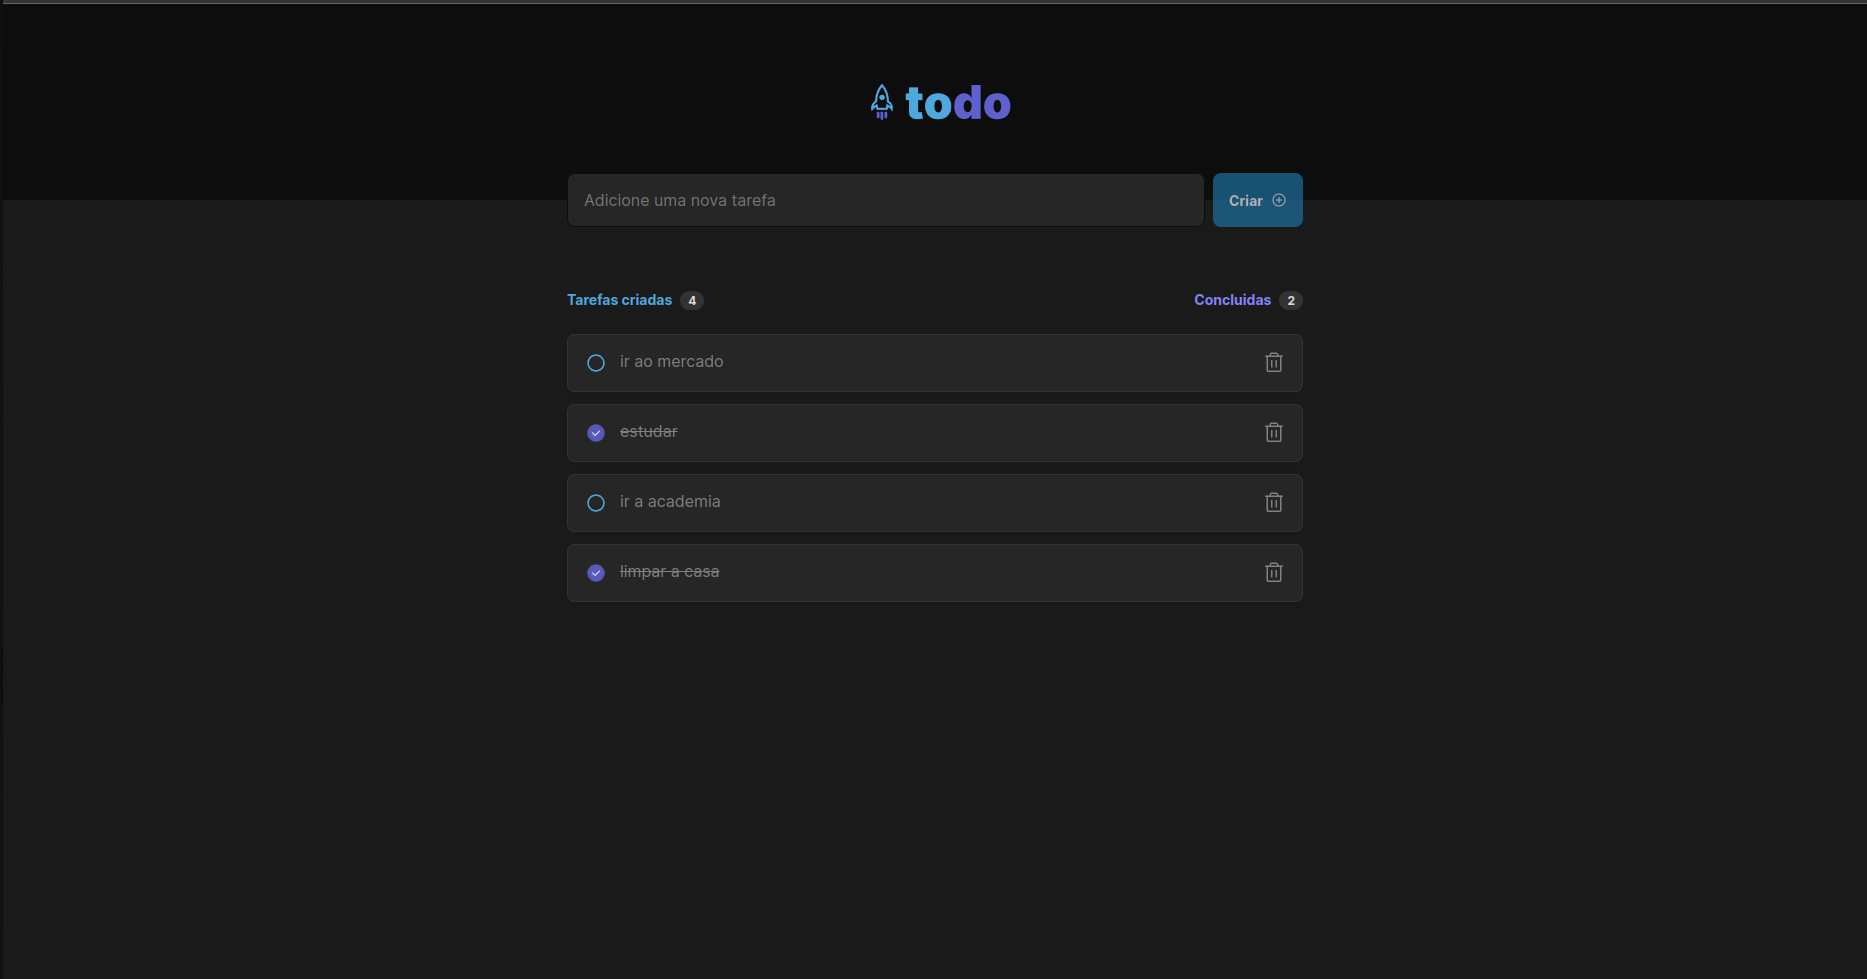 todo
Adicione uma nova tarefa
Criar
Tarefas criadas 4
Concluidas 2
ir ao mercado
estudar
ir a academia
limpar a casa